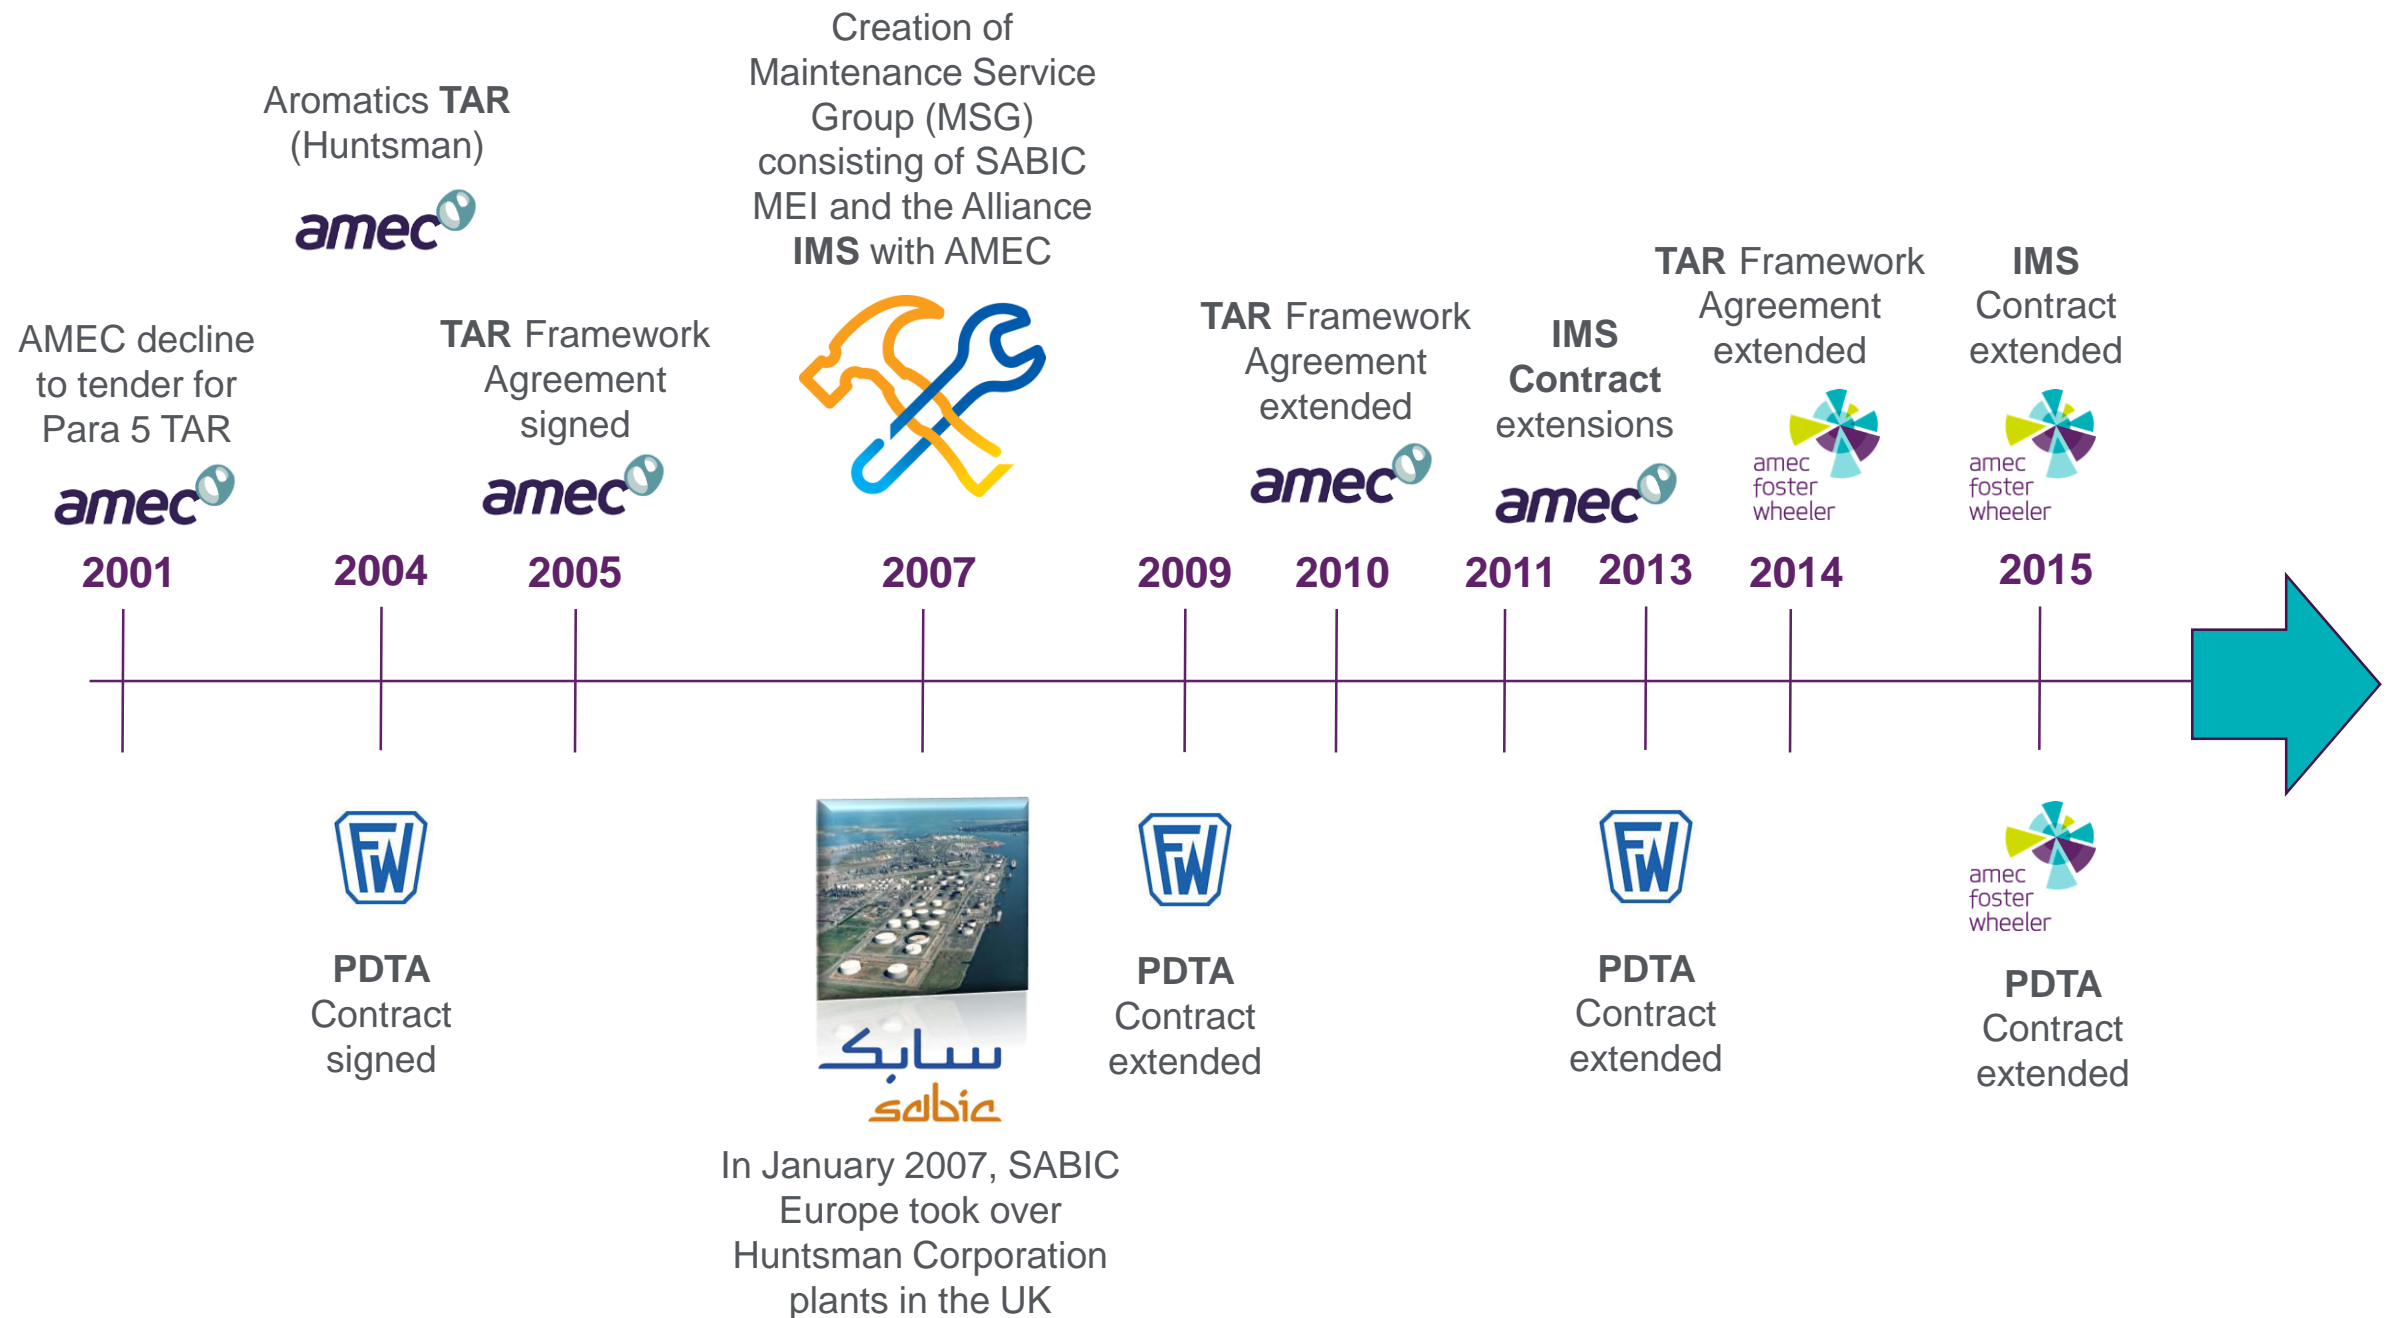 Creation of
Maintenance Service
Group (MSG)
consisting of SABIC
MEI and the Alliance
IMS with AMEC
Aromatics TAR
(Huntsman)
amec
AMEC decline
to tender for
Para 5 TAR
amec
TAR Framework
Agreement
signed
amec
TAR Framework
Agreement
extended
amec
IMS
Contract
extensions
amec
TAR Framework
Agreement
extended
amec
foster
wheeler
IMS
Contract
extended
amec
foster
wheeler
2001
2004
2005
2007
2009
2010
2011
2013
2014
2015
FW
PDTA
Contract
signed
سابك
sabic
In January 2007, SABIC
Europe took over
Huntsman Corporation
plants in the UK
FW
PDTA
Contract
extended
FW
PDTA
Contract
extended
amec
foster
wheeler
PDTA
Contract
extended